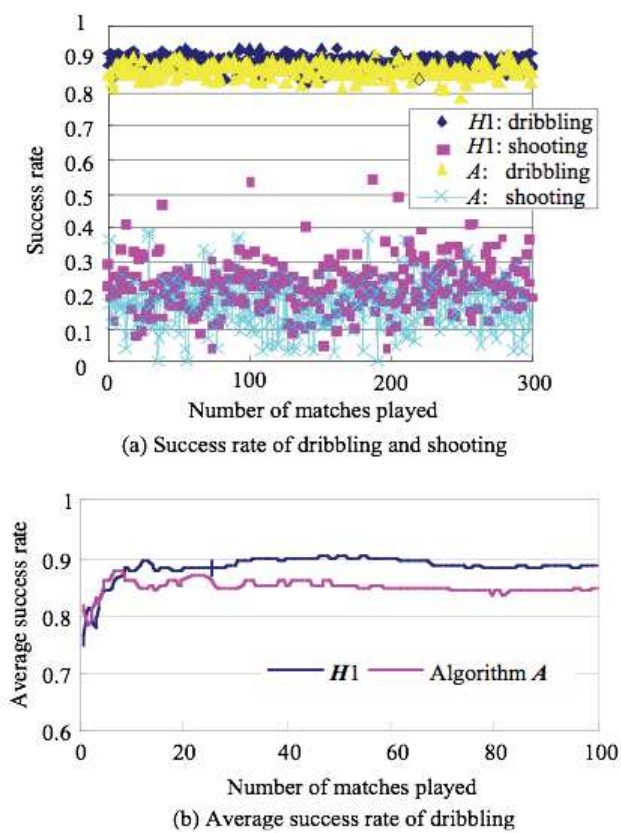 1
0.9
0.8
0.7
0.6
0.5
0.4
0.3
0.2
0.1
0
Success rate
H1: dribbling
H1: shooting
A: dribbling
A: shooting
0 100 200 300
Number of matches played
(a) Success rate of dribbling and shooting
1
0.9
0.8
0.7
0.6
Average success rate
H1 Algorithm A
0 20 40 60 80 100
Number of matches played
(b) Average success rate of dribbling